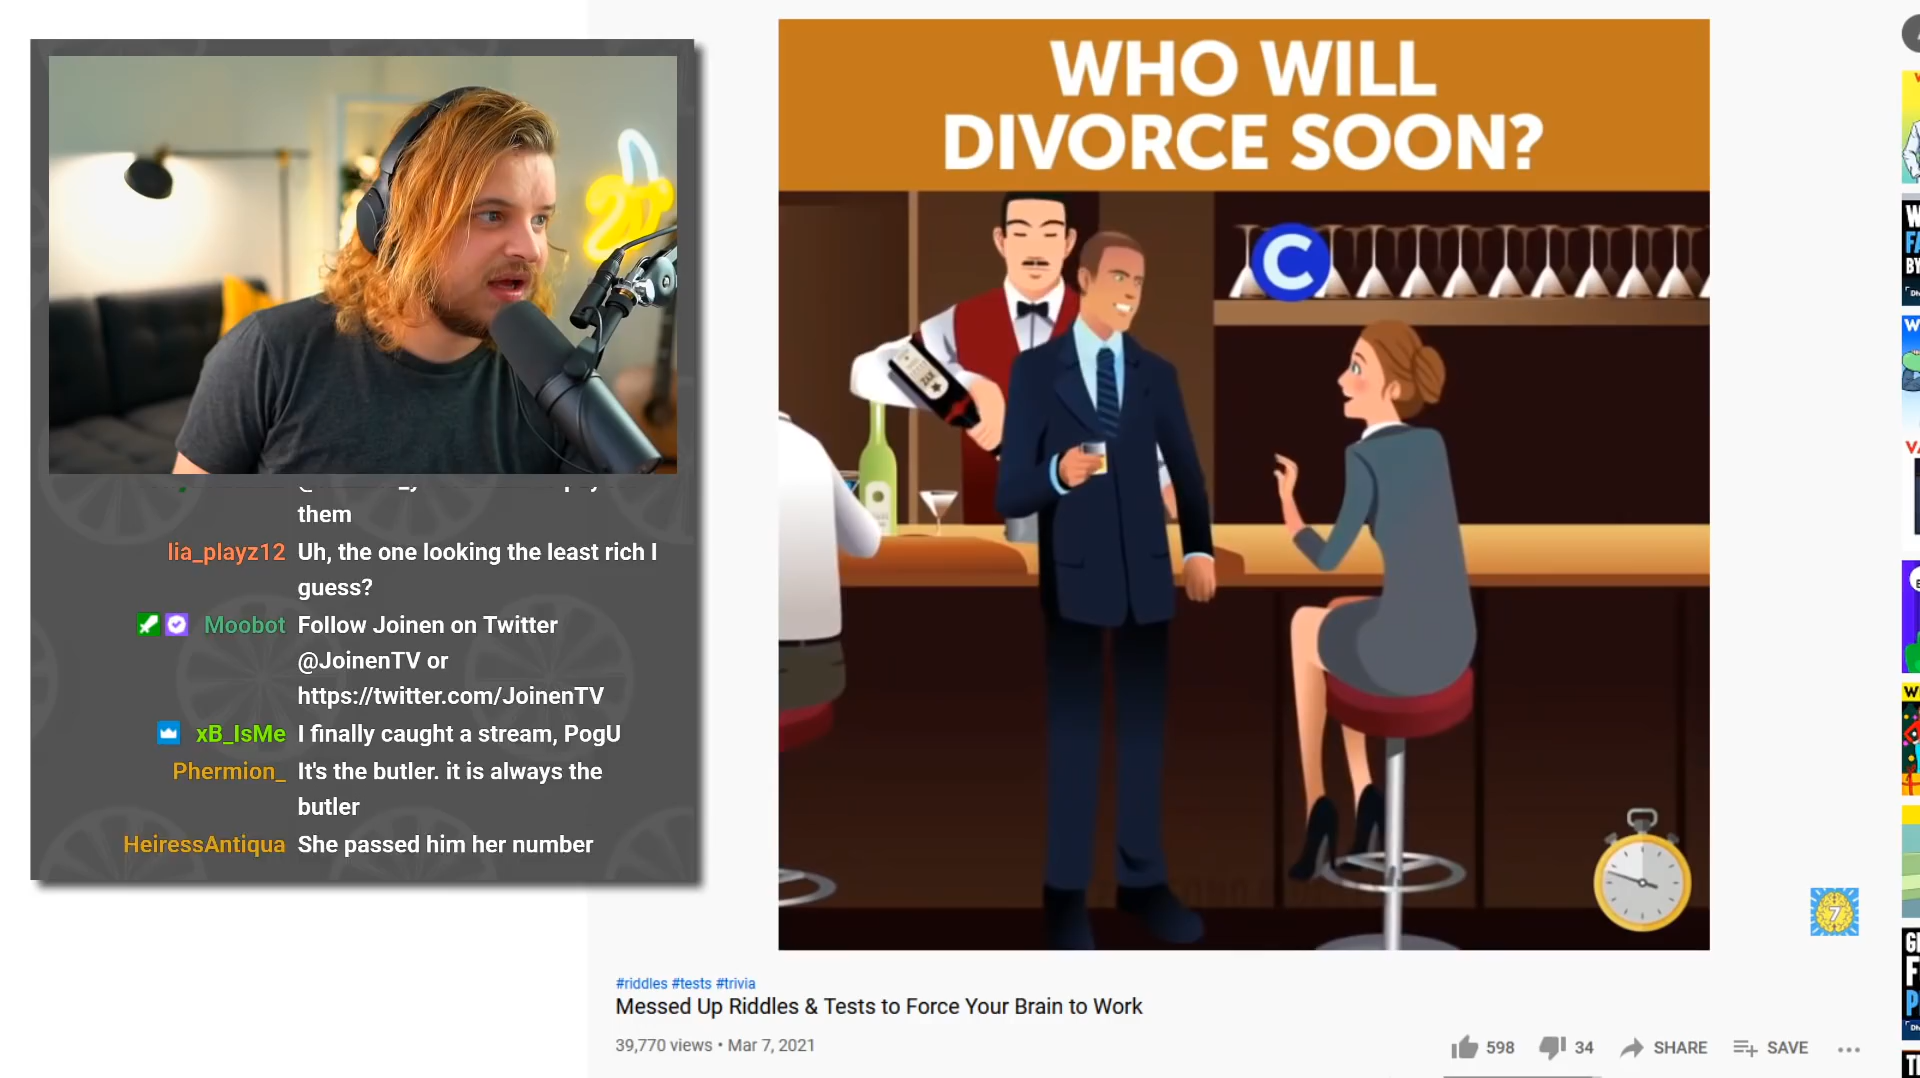 WHO WILL
DIVORCE SOON?
C
them
lia_playz12 Uh, the one looking the least rich I
guess?
Moobot Follow Joinen on Twitter
@JoinenTV or
https://twitter.com/JoinenTV
xB_IsMe I finally caught a stream, PogU
Phermion_ It's the butler. it is always the
butler
HeiressAntiqua She passed him her number
7
#riddles #tests #trivia
Messed Up Riddles & Tests to Force Your Brain to Work
39,770 views • Mar 7, 2021
598
34
SHARE
SAVE